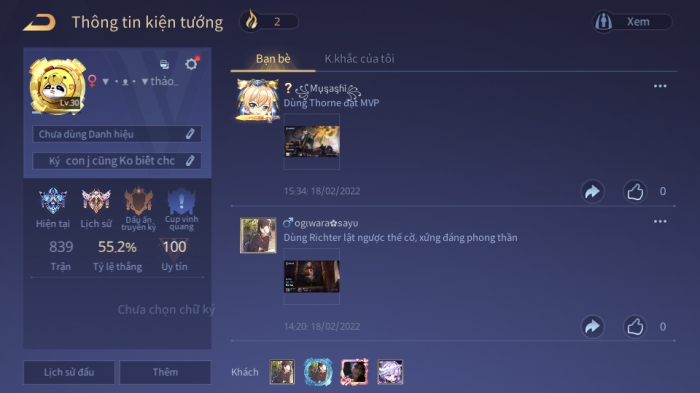 Thông tin kiện tướng
2
Xem
Bạn bè
K.khắc của tôi
Lv.30
thảo_
Chưa dùng Danh hiệu
Ký con j cũng Ko biết chc
Hiện tại
Lịch sử
Dấu ấn truyền kỳ
Cup vinh quang
839
55.2%
100
Trận
Tỷ lệ thắng
Uy tín
Chưa chọn chữ ký
Lịch sử đấu
Thêm
?꧁Musashi꧂
Dùng Thorne đạt MVP
15:34, 18/02/2022
0
♂ogiwara✿sayu
Dùng Richter lật ngược thế cờ, xứng đáng phong thần
14:20, 18/02/2022
0
Khách